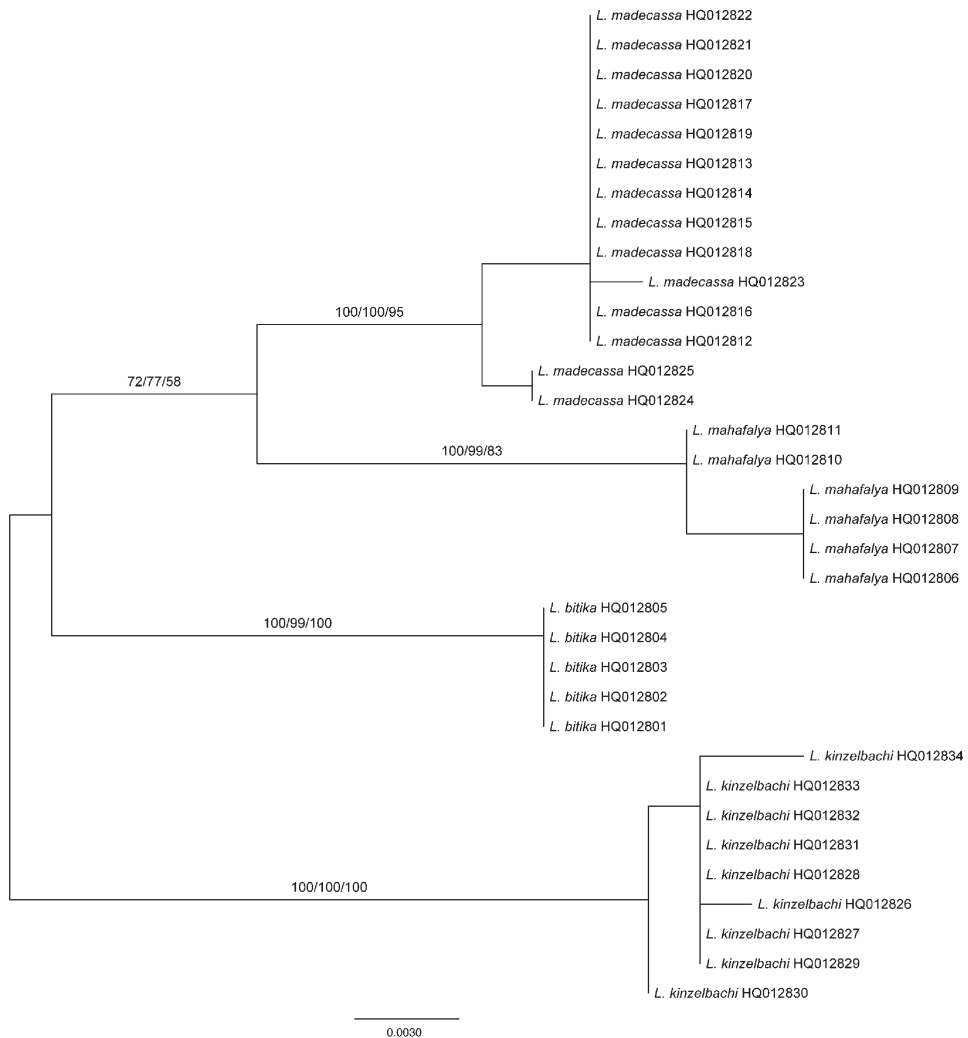 L. madecassa HQ012822
L. madecassa HQ012821
L. madecassa HQ012820
L. madecassa HQ012817
L. madecassa HQ012819
L. madecassa HQ012813
L. madecassa HQ012814
L. madecassa HQ012815
L. madecassa HQ012818
L. madecassa HQ012823
100/100/95
L. madecassa HQ012816
L. madecassa HQ012812
L. madecassa HQ012825
72/77/58
L. madecassa HQ012824
L. mahafalya HQ012811
100/99/83
L. mahafalya HQ012810
L. mahafalya HQ012809
L. mahafalya HQ012808
L. mahafalya HQ012807
L. mahafalya HQ012806
L. bitika HQ012805
100/99/100
L. bitika HQ012804
L. bitika HQ012803
L. bitika HQ012802
L. bitika HQ012801
L. kinzelbachi HQ012834
L. kinzelbachi HQ012833
L. kinzelbachi HQ012832
L. kinzelbachi HQ012831
L. kinzelbachi HQ012828
100/100/100
L. kinzelbachi HQ012826
L. kinzelbachi HQ012827
L. kinzelbachi HQ012829
L. kinzelbachi HQ012830
0.0030